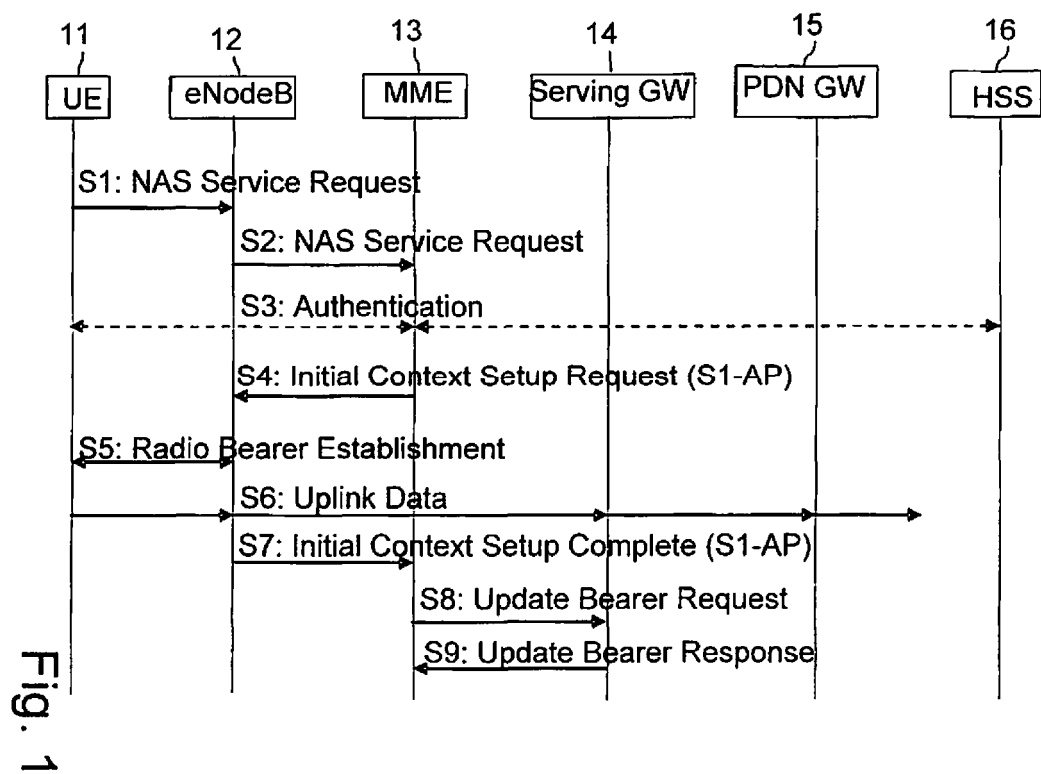 11 12 13 14 15 16
UE eNodeB MME Serving GW PDN GW HSS
S1: NAS Service Request
S2: NAS Service Request
S3: Authentication
S4: Initial Context Setup Request (S1-AP)
S5: Radio Bearer Establishment
S6: Uplink Data
S7: Initial Context Setup Complete (S1-AP)
S8: Update Bearer Request
S9: Update Bearer Response
Fig. 1